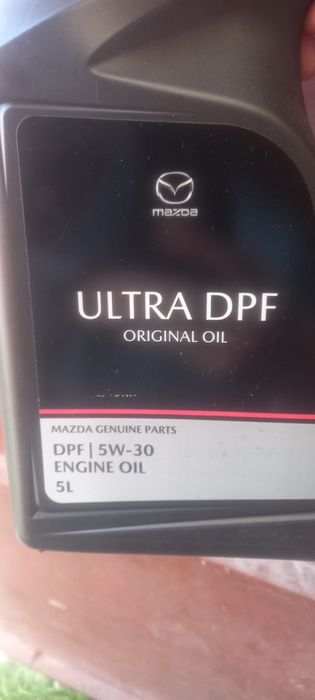 mazda
ULTRA DPF
ORIGINAL OIL
MAZDA GENUINE PARTS
DPF | 5W-30
ENGINE OIL
5L